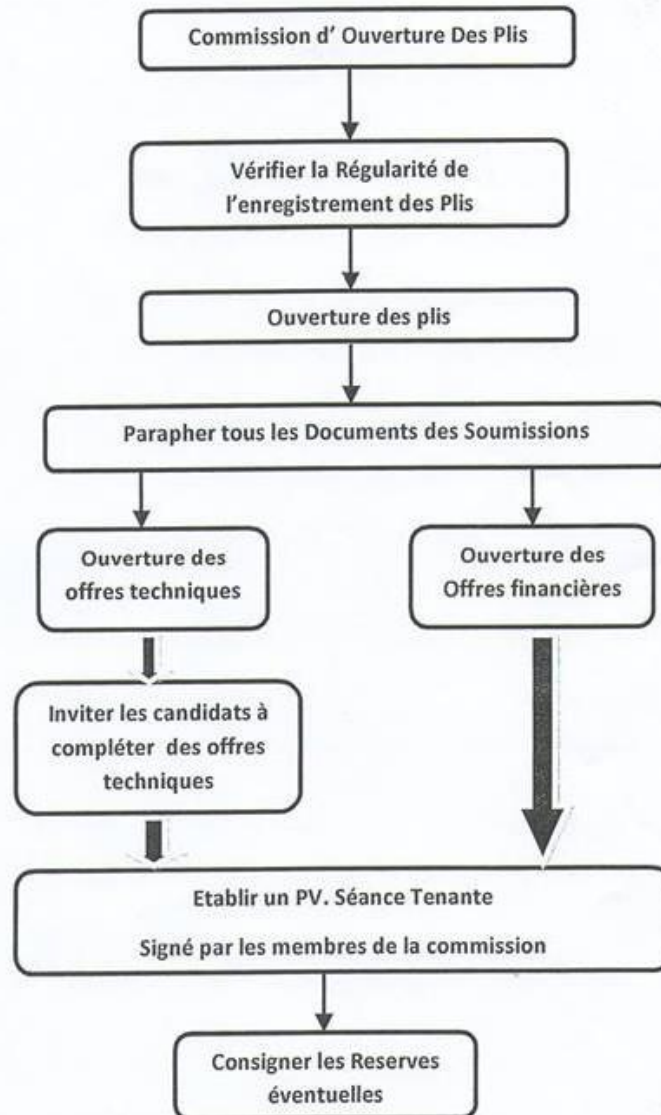 Commission d' Ouverture Des Plis
Vérifier la Régularité de
l'enregistrement des Plis
Ouverture des plis
Parapher tous les Documents des Soumissions
Ouverture des
offres techniques
Ouverture des
Offres financières
Inviter les candidats à
compléter des offres
techniques
Etablir un PV. Séance Tenante
Signé par les membres de la commission
Consigner les Reserves
éventuelles